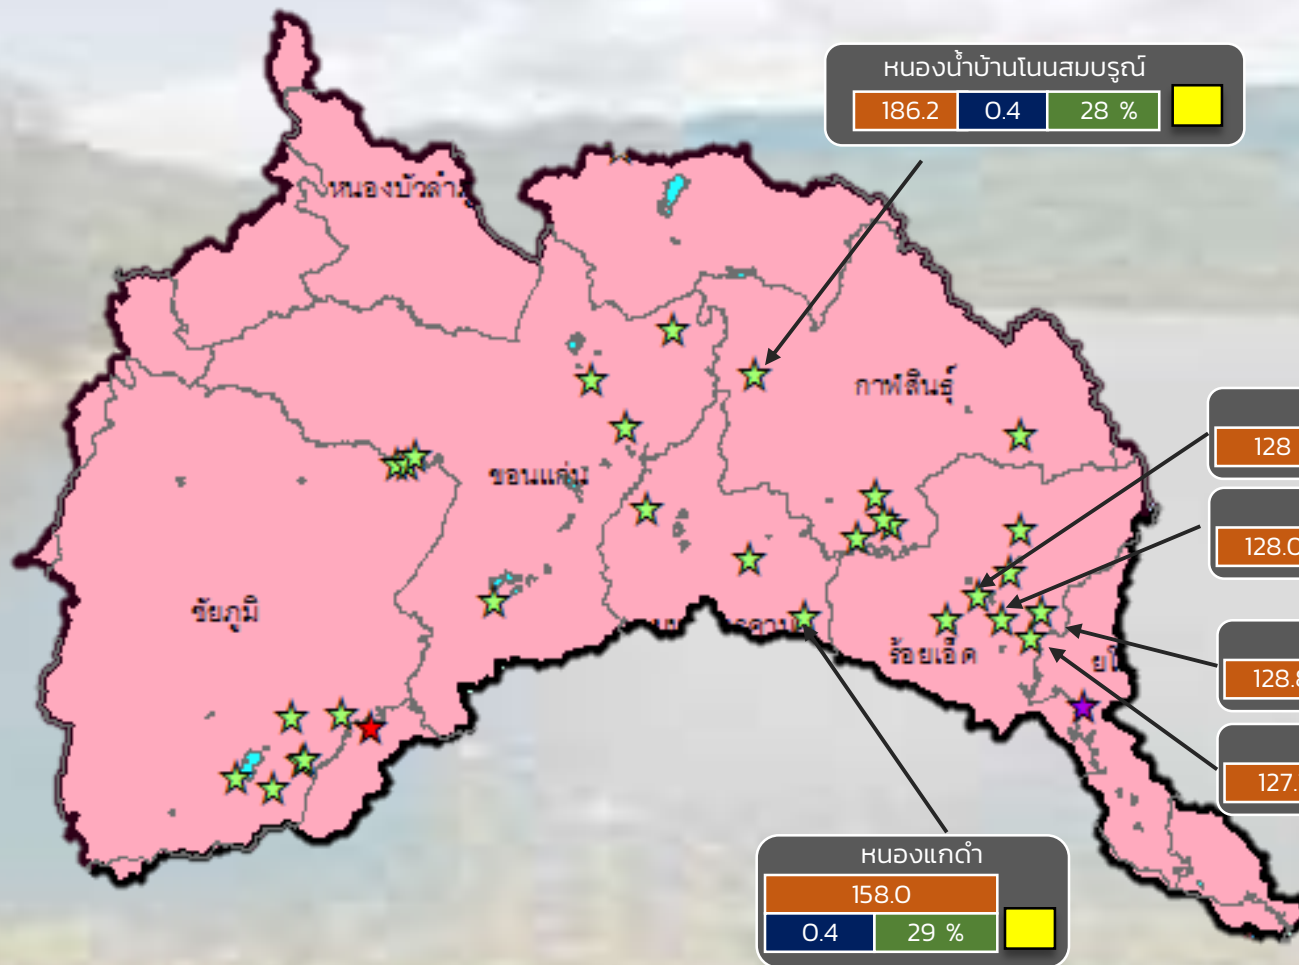 หนองน้ำบ้านโนนสมบรูณ์
186.2 0.4 28 %
หนองบัวลำภู
กาฬสินธุ์
128
ขอนแก่น
128.0
ชัยภูมิ
ร้อยเอ็ด
128.8
127.
หนองแกดำ
158.0
0.4 29 %